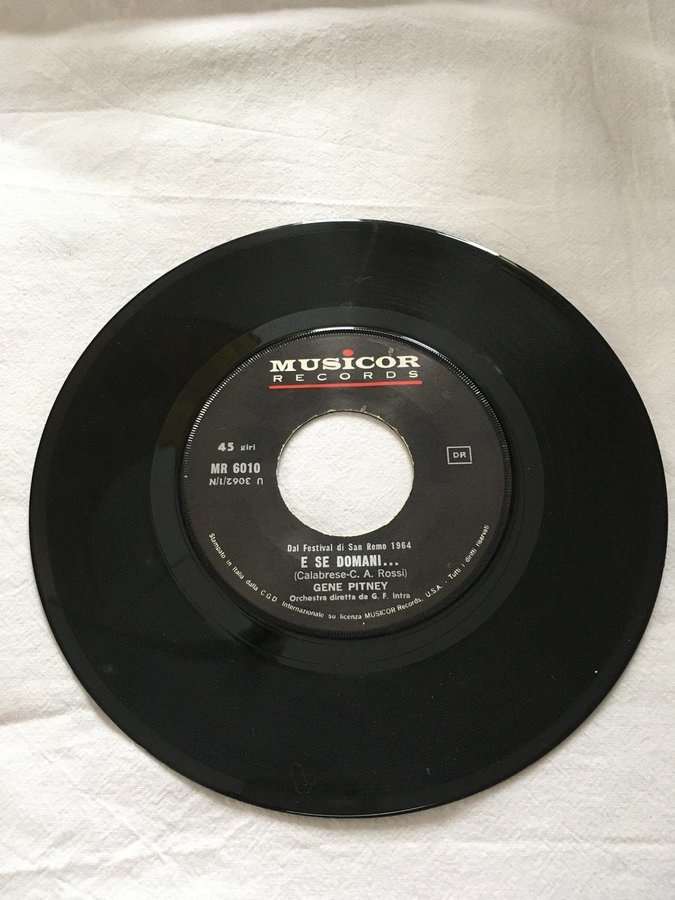 MUSICOR
RECORDS
45 giri
MR 6010
U 3062/1/N
DR
Dal Festival di San Remo 1964
E SE DOMANI...
(Calabrese-C. A. Rossi)
GENE PITNEY
Orchestra diretta da G. F. Intra
Stampato in Italia dalla C G D Internazionale su licenza MUSICOR Records, U.S.A. - Tutti i diritti riservati